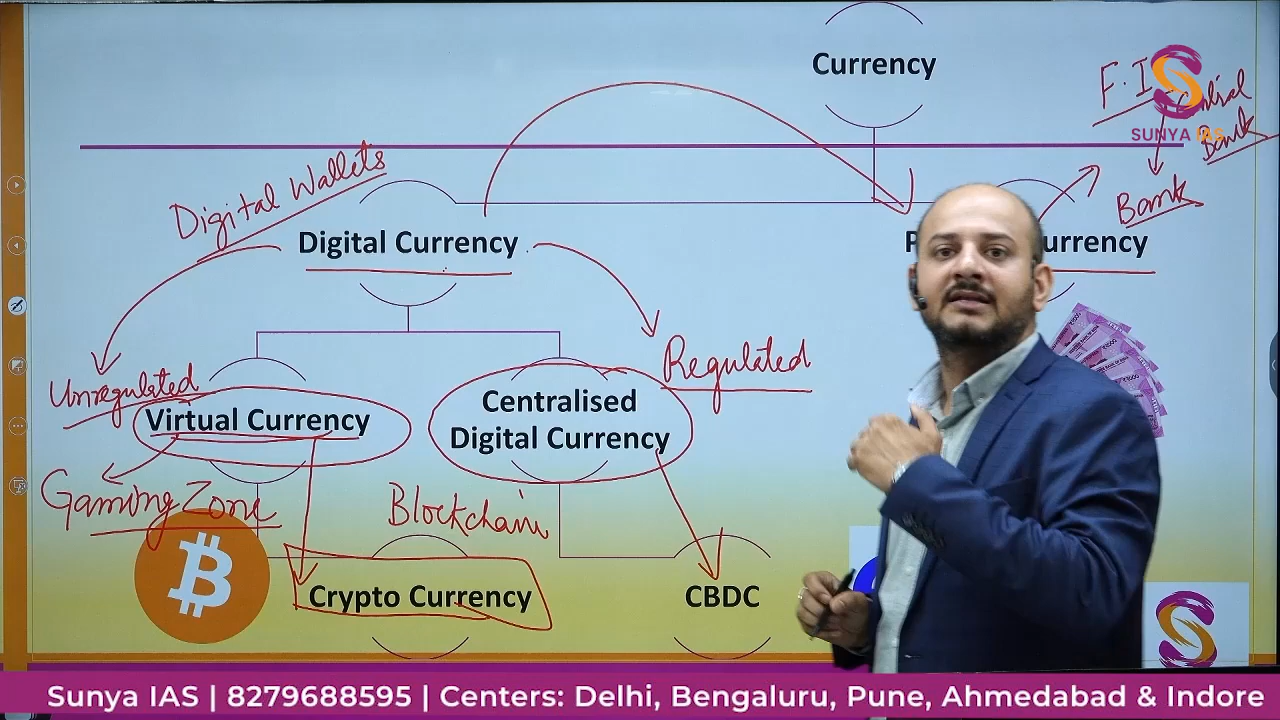 Currency
F.I
SUNYA IAS
Bank
Bank
Digital Wallets
Digital Currency
urrency
Regulated
Unregulated
Virtual Currency
Centralised
Digital Currency
Gaming Zone
Blockchain
Crypto Currency
CBDC
Sunya IAS | 8279688595 | Centers: Delhi, Bengaluru, Pune, Ahmedabad & Indore